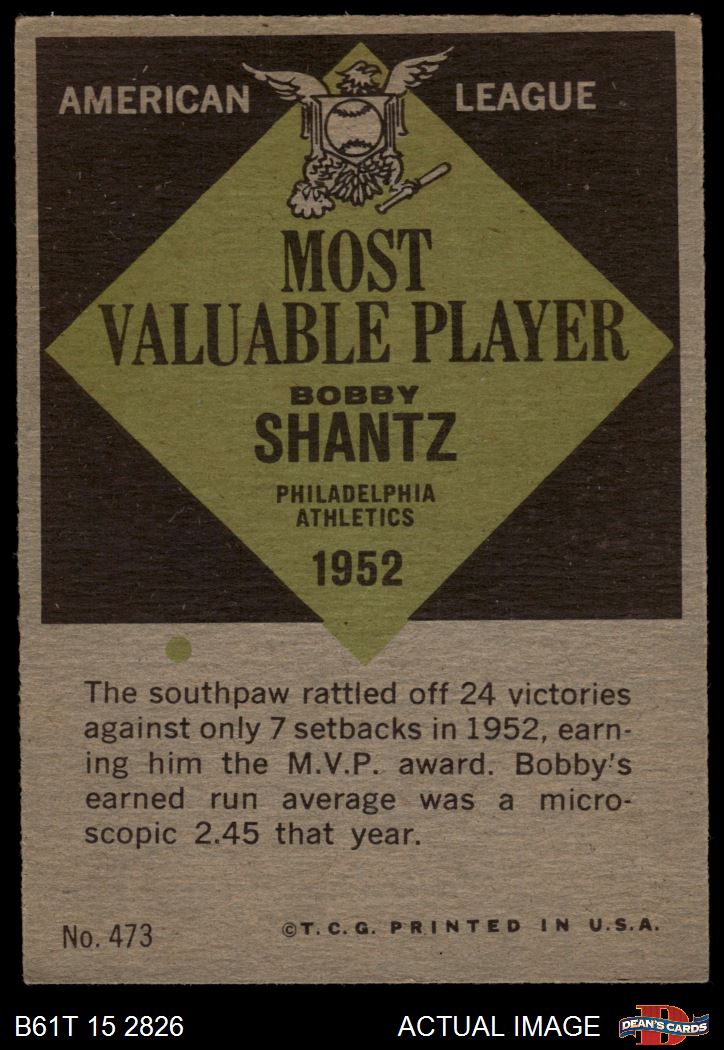 AMERICAN LEAGUE
MOST
VALUABLE PLAYER
BOBBY
SHANTZ
PHILADELPHIA
ATHLETICS
1952
The southpaw rattled off 24 victories
against only 7 setbacks in 1952, earn-
ing him the M.V.P. award. Bobby's
earned run average was a micro-
scopic 2.45 that year.
No. 473 ©T.C.G. PRINTED IN U.S.A.
B61T 15 2826 ACTUAL IMAGE DEAN'S CARDS